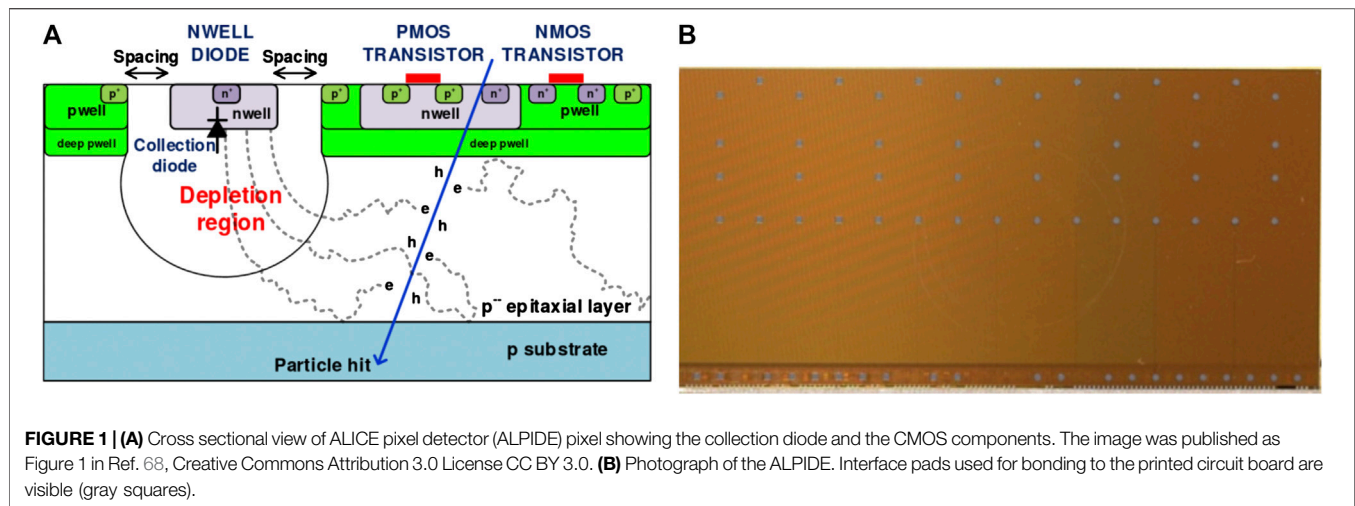 A
NWELL
DIODE
PMOS
TRANSISTOR
NMOS
TRANSISTOR
Spacing
Spacing
p+
n+
p+
p+
p+
n+
n+
n+
p+
pwell
nwell
nwell
pwell
deep pwell
deep pwell
Collection
diode
Depletion
region
h
e
e
h
h
e
e
h
p-- epitaxial layer
p substrate
Particle hit
B
FIGURE 1 | (A) Cross sectional view of ALICE pixel detector (ALPIDE) pixel showing the collection diode and the CMOS components. The image was published as
Figure 1 in Ref. 68, Creative Commons Attribution 3.0 License CC BY 3.0. (B) Photograph of the ALPIDE. Interface pads used for bonding to the printed circuit board are
visible (gray squares).